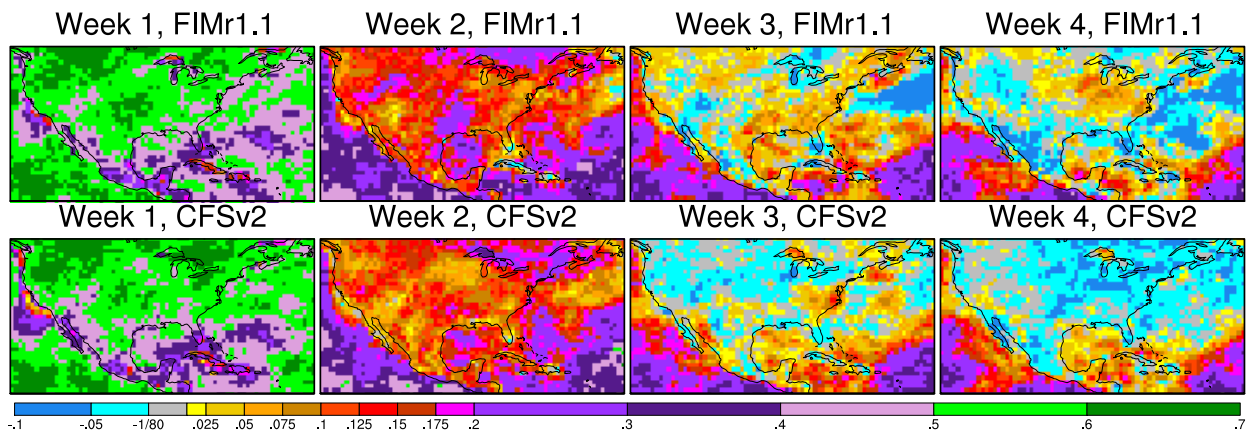 Week 1, FIMr1.1 Week 2, FIMr1.1 Week 3, FIMr1.1 Week 4, FIMr1.1
Week 1, CFSv2 Week 2, CFSv2 Week 3, CFSv2 Week 4, CFSv2
-.1 -.05 -1/80 .025 .05 .075 .1 .125 .15 .175 .2 .3 .4 .5 .6 .7